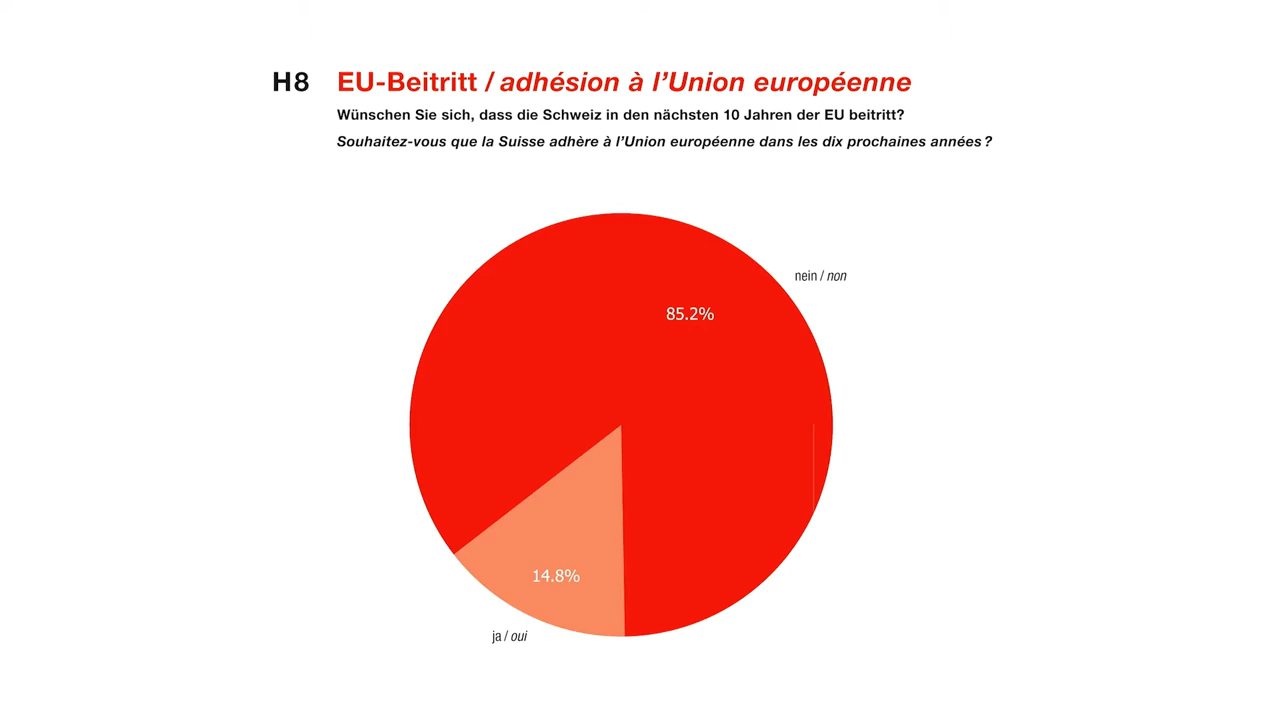 H8 EU-Beitritt / adhésion à l’Union européenne
Wünschen Sie sich, dass die Schweiz in den nächsten 10 Jahren der EU beitritt?
Souhaitez-vous que la Suisse adhère à l’Union européenne dans les dix prochaines années ?
nein / non
85.2%
14.8%
ja / oui